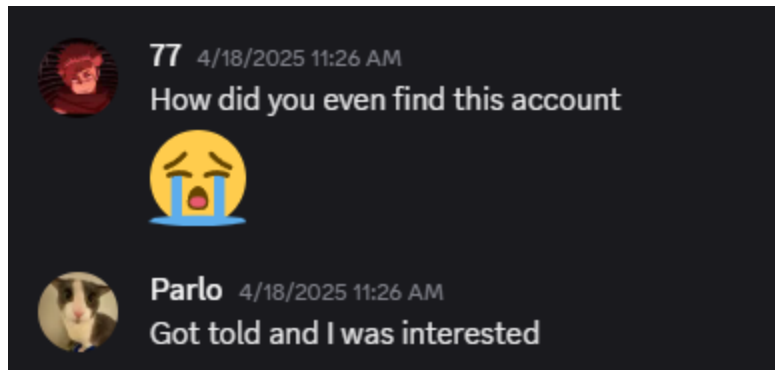 77 4/18/2025 11:26 AM
How did you even find this account
Parlo 4/18/2025 11:26 AM
Got told and I was interested